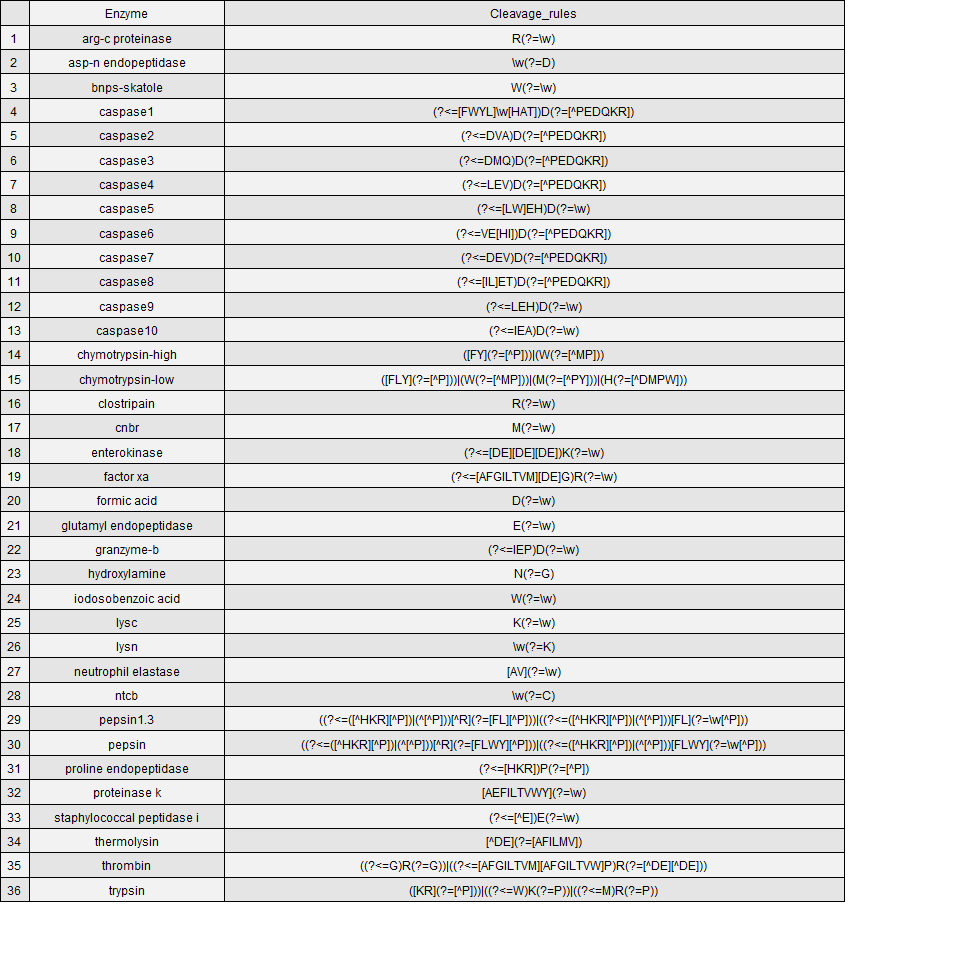 Enzyme Cleavage_rules
1 arg-c proteinase R(?=\w)
2 asp-n endopeptidase \w(?=D)
3 bnps-skatole W(?=\w)
4 caspase1 (?<=[FWYL]\w[HAT])D(?=[^PEDQKR])
5 caspase2 (?<=DVA)D(?=[^PEDQKR])
6 caspase3 (?<=DMQ)D(?=[^PEDQKR])
7 caspase4 (?<=LEV)D(?=[^PEDQKR])
8 caspase5 (?<=[LW]EH)D(?=\w)
9 caspase6 (?<=VE[HI])D(?=[^PEDQKR])
10 caspase7 (?<=DEV)D(?=[^PEDQKR])
11 caspase8 (?<=[IL]ET)D(?=[^PEDQKR])
12 caspase9 (?<=LEH)D(?=\w)
13 caspase10 (?<=IEA)D(?=\w)
14 chymotrypsin-high ([FY](?=[^P]))|(W(?=[^MP]))
15 chymotrypsin-low ([FLY](?=[^P]))|(W(?=[^MP]))|(M(?=[^PY]))|(H(?=[^DMPW]))
16 clostripain R(?=\w)
17 cnbr M(?=\w)
18 enterokinase (?<=[DE][DE][DE])K(?=\w)
19 factor xa (?<=[AFGILTVM][DE]G)R(?=\w)
20 formic acid D(?=\w)
21 glutamyl endopeptidase E(?=\w)
22 granzyme-b (?<=IEP)D(?=\w)
23 hydroxylamine N(?=G)
24 iodosobenzoic acid W(?=\w)
25 lysc K(?=\w)
26 lysn \w(?=K)
27 neutrophil elastase [AV](?=\w)
28 ntcb \w(?=C)
29 pepsin1.3 ((?<=([^HKR][^P])|(^[^P]))[^R](?=[FL][^P]))|((?<=([^HKR][^P])|(^[^P]))[FL](?=\w[^P]))
30 pepsin ((?<=([^HKR][^P])|(^[^P]))[^R](?=[FLWY][^P]))|((?<=([^HKR][^P])|(^[^P]))[FLWY](?=\w[^P]))
31 proline endopeptidase (?<=[HKR])P(?=[^P])
32 proteinase k [AEFILTVWY](?=\w)
33 staphylococcal peptidase i (?<=[^E])E(?=\w)
34 thermolysin [^DE](?=[AFILMV])
35 thrombin ((?<=G)R(?=G))|((?<=[AFGILTVM][AFGILTVW]P)R(?=[^DE][^DE]))
36 trypsin ([KR](?=[^P]))|((?<=W)K(?=P))|((?<=M)R(?=P))